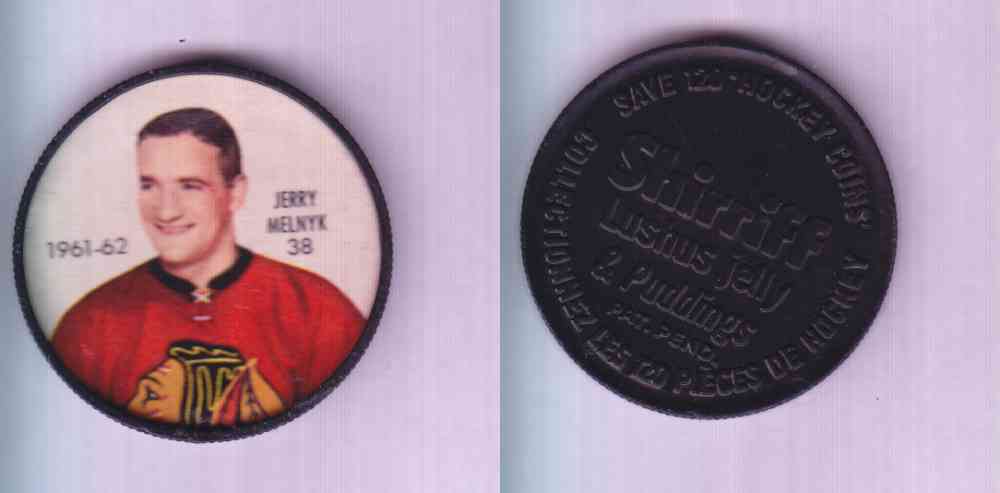 1961-62
JERRY
MELNYK
38
SAVE 120 "HOCKEY COINS"
Shirriff
Lushus Jelly
& Puddings
PAT. PEND.
COLLECTIONNEZ LES 120 PIÈCES DE HOCKEY